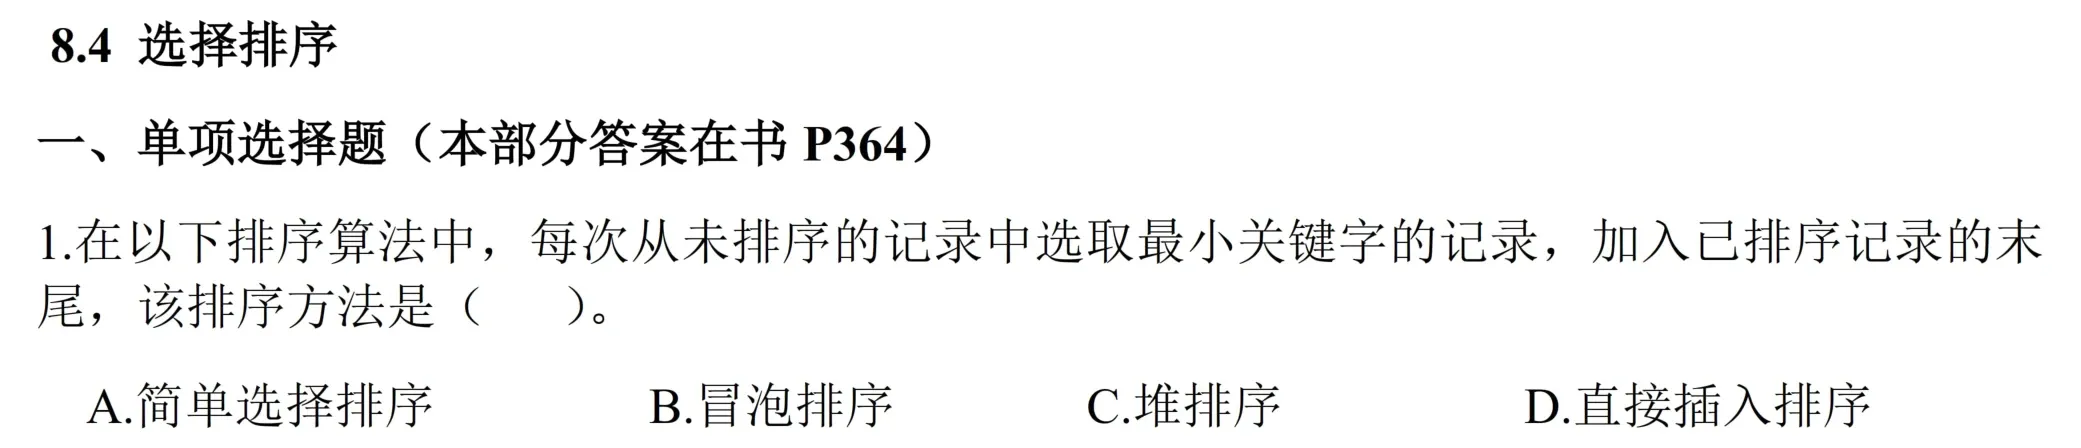 8.4 选择排序
一、单项选择题（本部分答案在书 P364）
1.在以下排序算法中，每次从未排序的记录中选取最小关键字的记录，加入已排序记录的末
尾，该排序方法是（ ）。
A.简单选择排序 B.冒泡排序 C.堆排序 D.直接插入排序